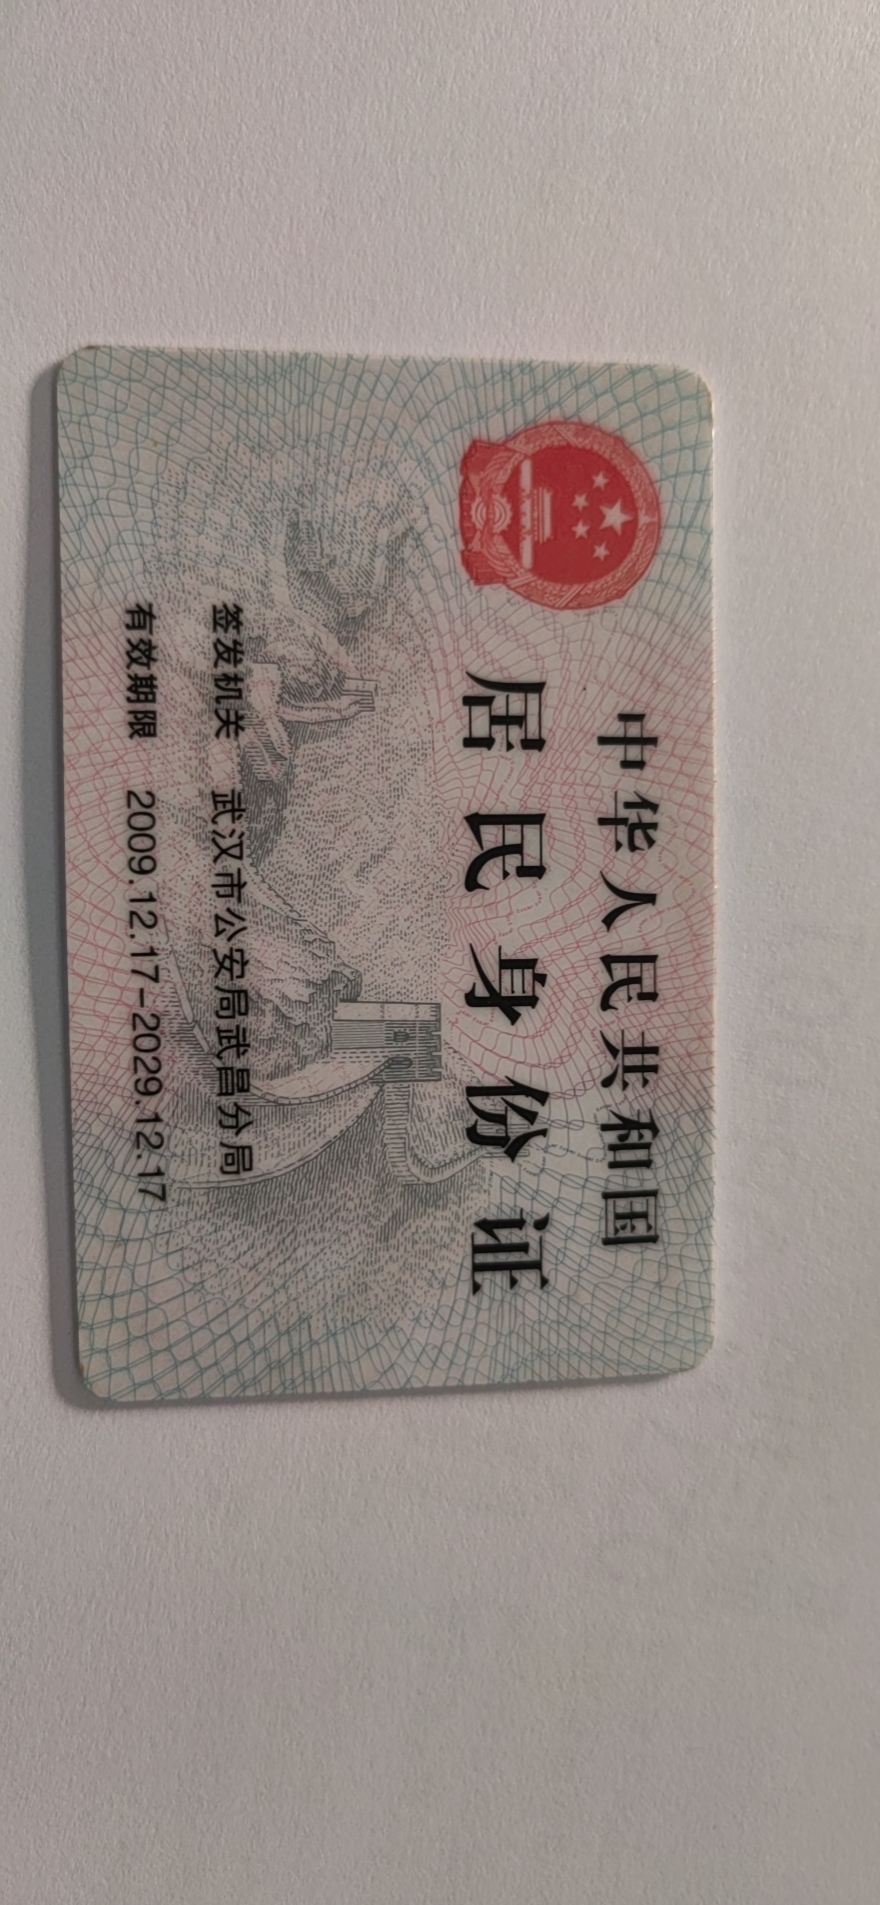 中华人民共和国
居民身份证
签发机关 武汉市公安局武昌分局
有效期限 2009.12.17-2029.12.17